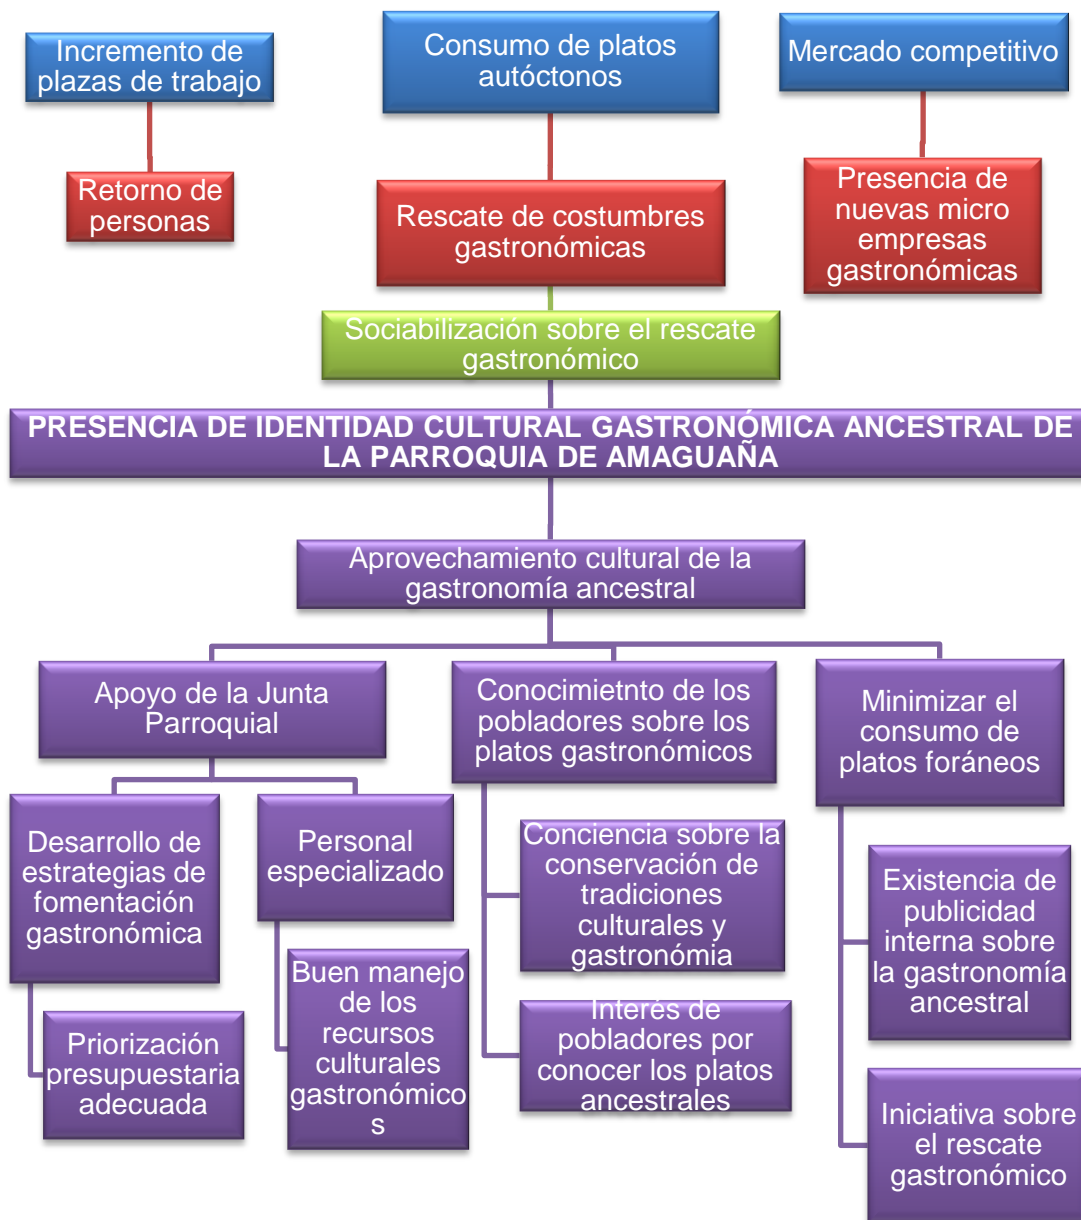 Incremento de
plazas de trabajo
Consumo de platos
autóctonos
Mercado competitivo
Retorno de
personas
Rescate de costumbres
gastronómicas
Presencia de
nuevas micro
empresas
gastronómicas
Sociabilización sobre el rescate
gastronómico
PRESENCIA DE IDENTIDAD CULTURAL GASTRONÓMICA ANCESTRAL DE
LA PARROQUIA DE AMAGUAÑA
Aprovechamiento cultural de la
gastronomía ancestral
Apoyo de la Junta
Parroquial
Conocimietnto de los
pobladores sobre los
platos gastronómicos
Minimizar el
consumo de
platos foráneos
Desarrollo de
estrategias de
fomentación
gastronómica
Personal
especializado
Conciencia sobre la
conservación de
tradiciones
culturales y
gastronómia
Existencia de
publicidad
interna sobre
la gastronomía
ancestral
Priorización
presupuestaria
adecuada
Buen manejo
de los
recursos
culturales
gastronómico
s
Interés de
pobladores por
conocer los platos
ancestrales
Iniciativa sobre
el rescate
gastronómico